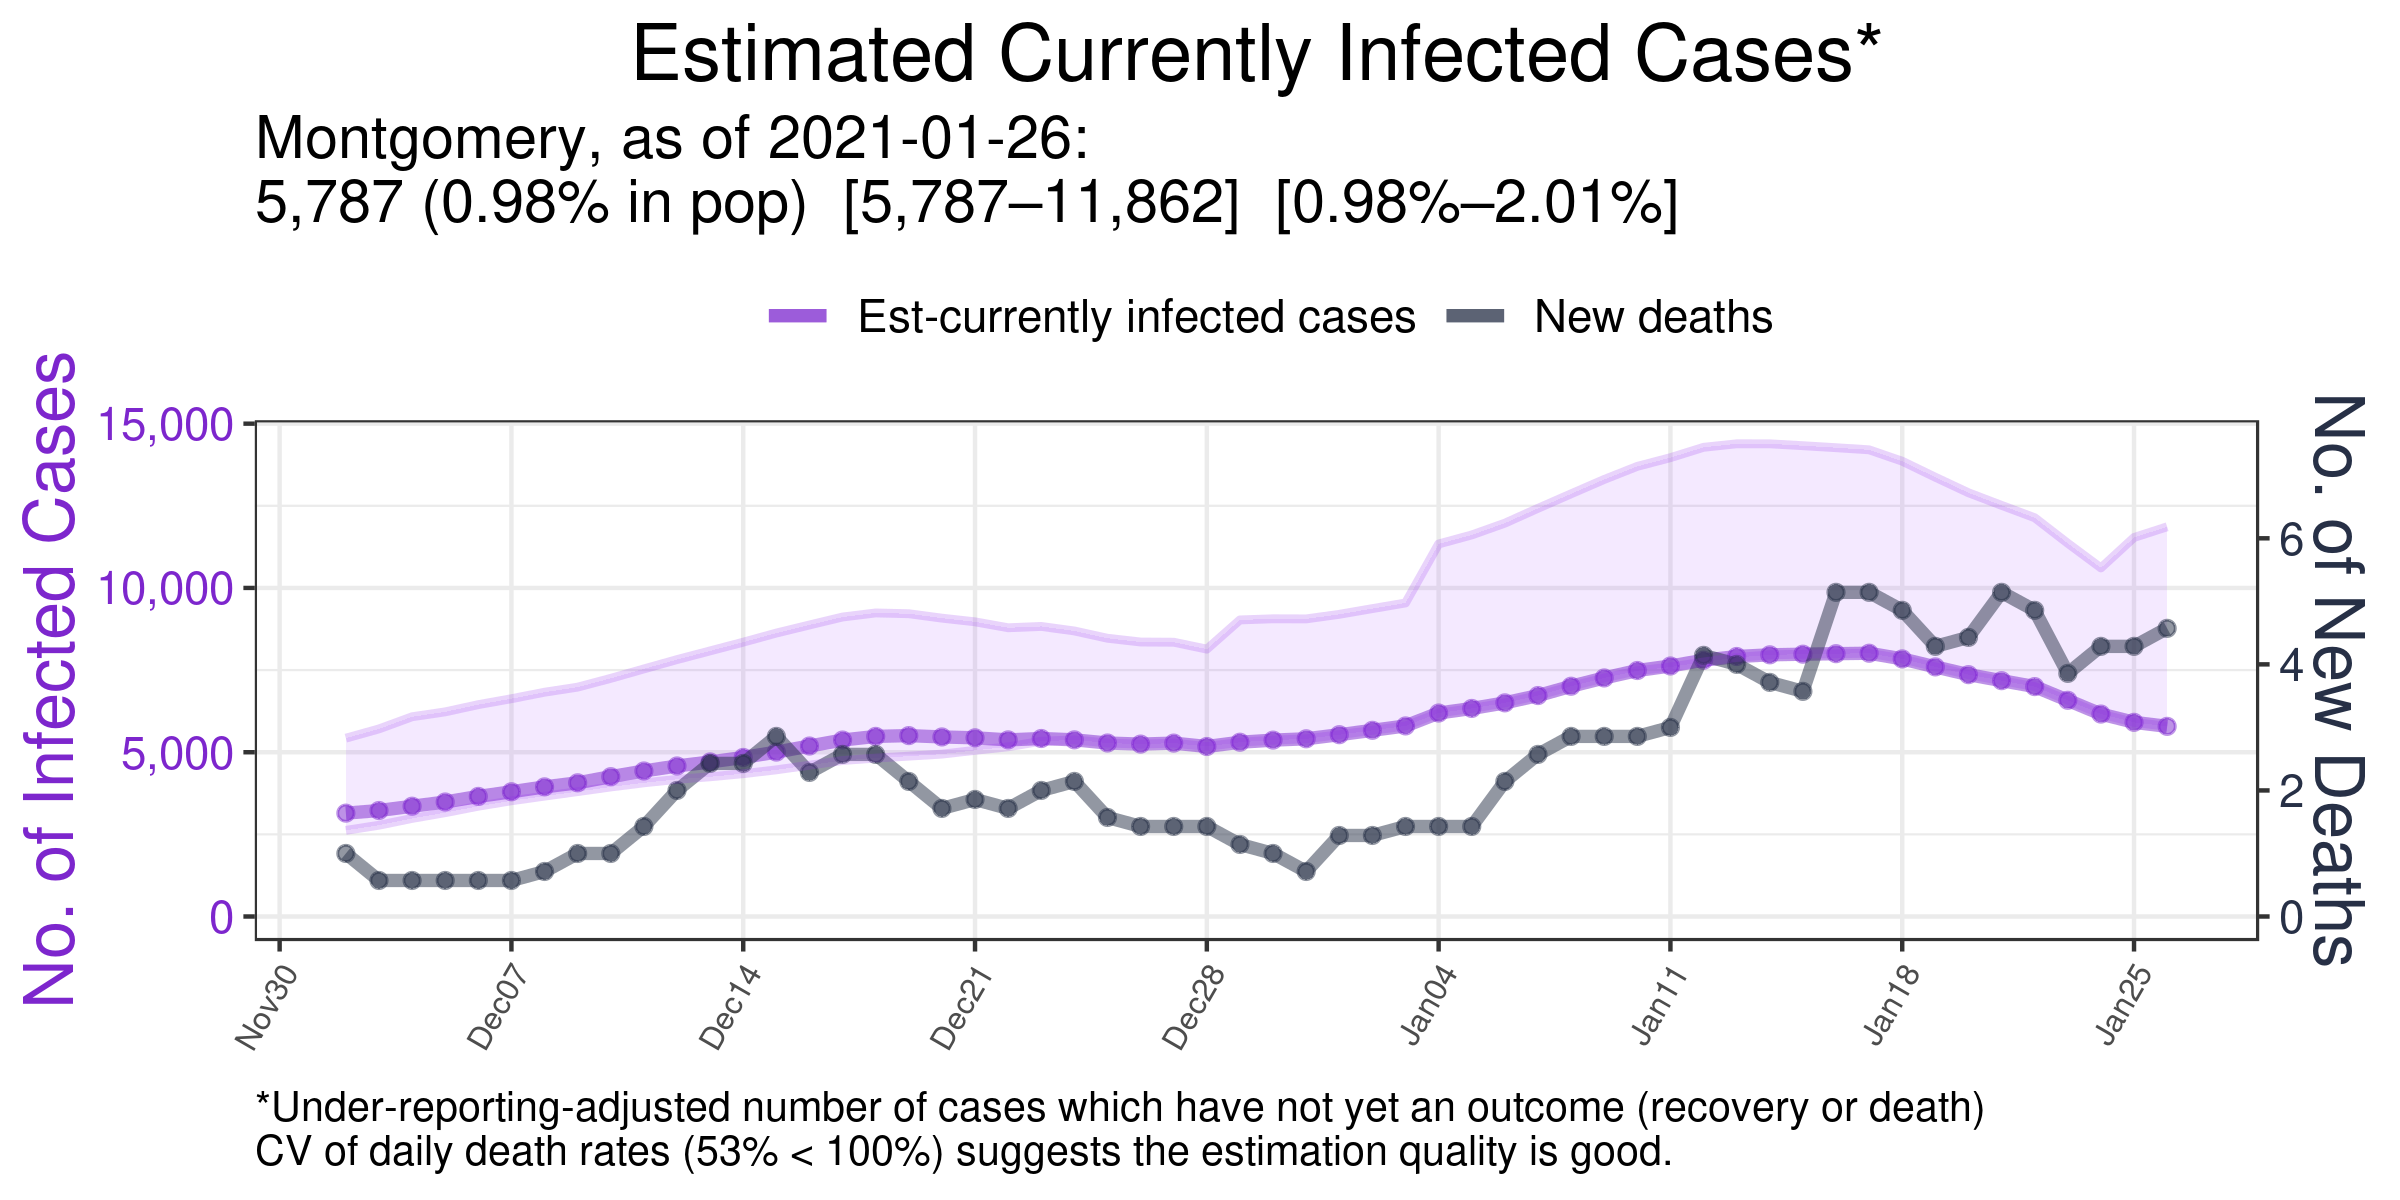 Estimated Currently Infected Cases*
Montgomery, as of 2021-01-26:
5,787 (0.98% in pop)  [5,787–11,862]  [0.98%–2.01%]
Est-currently infected cases
New deaths
No. of Infected Cases
15,000
10,000
5,000
0
No. of New Deaths
6
4
2
0
Nov30
Dec07
Dec14
Dec21
Dec28
Jan04
Jan11
Jan18
Jan25
*Under-reporting-adjusted number of cases which have not yet an outcome (recovery or death)
CV of daily death rates (53% < 100%) suggests the estimation quality is good.